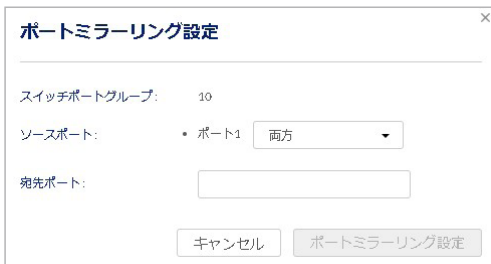 ×
ポートミラーリング設定
スイッチポートグループ: 10
ソースポート: • ポート1 両方
宛先ポート:
キャンセル ポートミラーリング設定